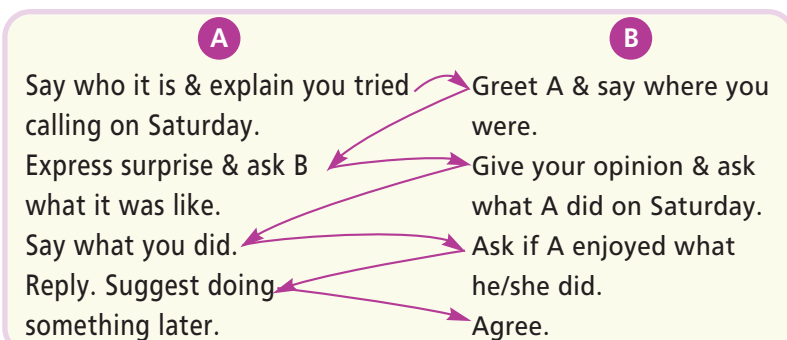 A
Say who it is & explain you tried
calling on Saturday.
Express surprise & ask B
what it was like.
Say what you did.
Reply. Suggest doing
something later.
B
Greet A & say where you
were.
Give your opinion & ask
what A did on Saturday.
Ask if A enjoyed what
he/she did.
Agree.